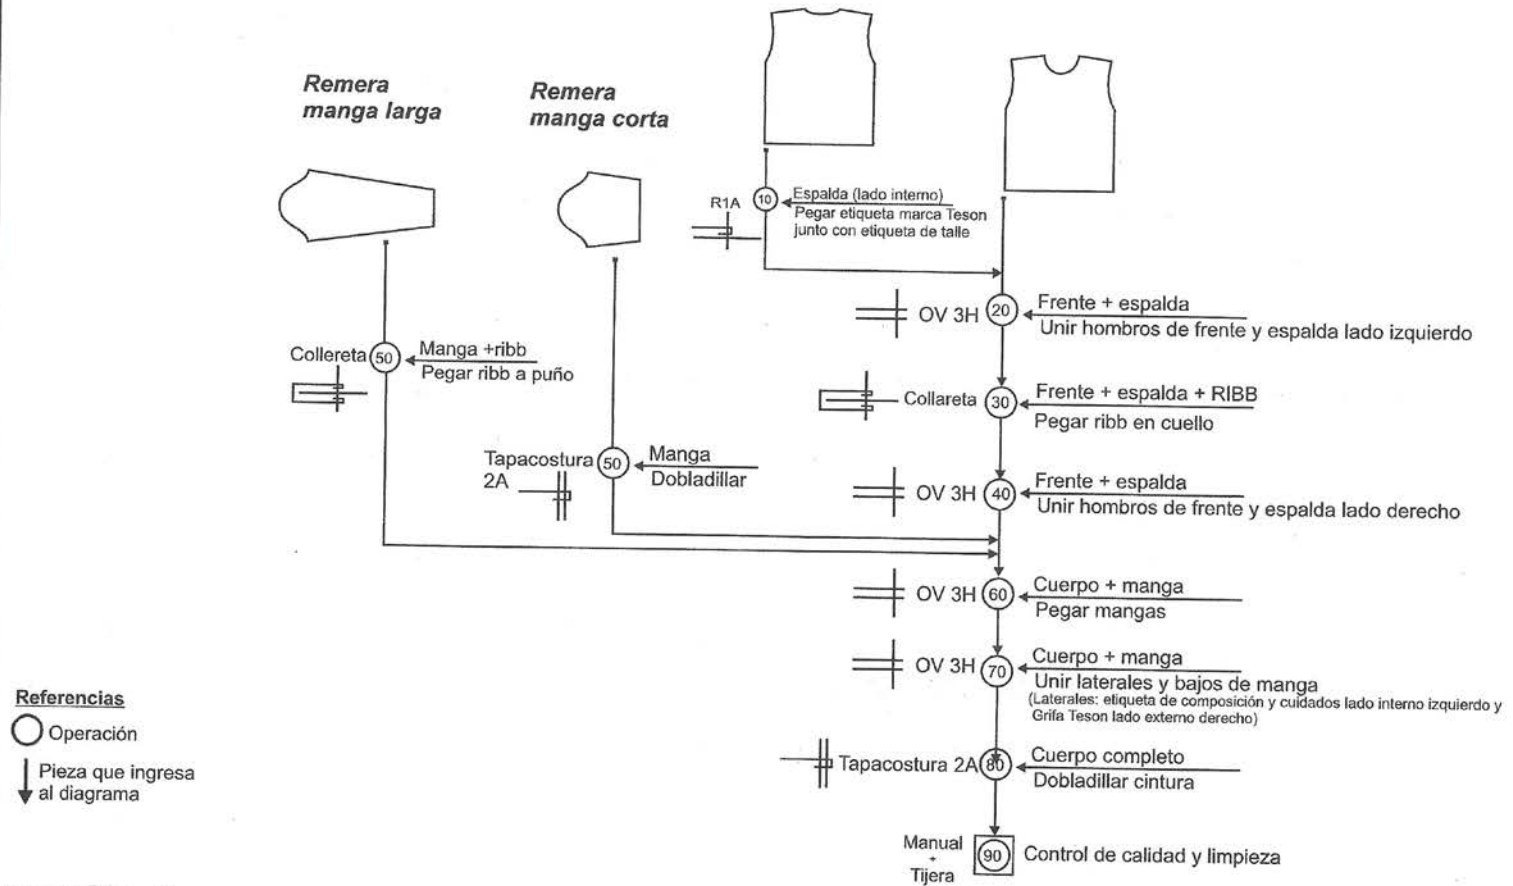 Remera
manga larga
Remera
manga corta
R1A
10
Espalda (lado interno)
Pegar etiqueta marca Teson
junto con etiqueta de talle
OV 3H
20
Frente + espalda
Unir hombros de frente y espalda lado izquierdo
Collereta
50
Manga +ribb
Pegar ribb a puño
Collareta
30
Frente + espalda + RIBB
Pegar ribb en cuello
Tapacostura
2A
50
Manga
Dobladillar
OV 3H
40
Frente + espalda
Unir hombros de frente y espalda lado derecho
OV 3H
60
Cuerpo + manga
Pegar mangas
OV 3H
70
Cuerpo + manga
Unir laterales y bajos de manga
(Laterales: etiqueta de composición y cuidados lado interno izquierdo y
Grifa Teson lado externo derecho)
Tapacostura 2A
80
Cuerpo completo
Dobladillar cintura
Manual
+
Tijera
90
Control de calidad y limpieza
Referencias
Operación
Pieza que ingresa
al diagrama